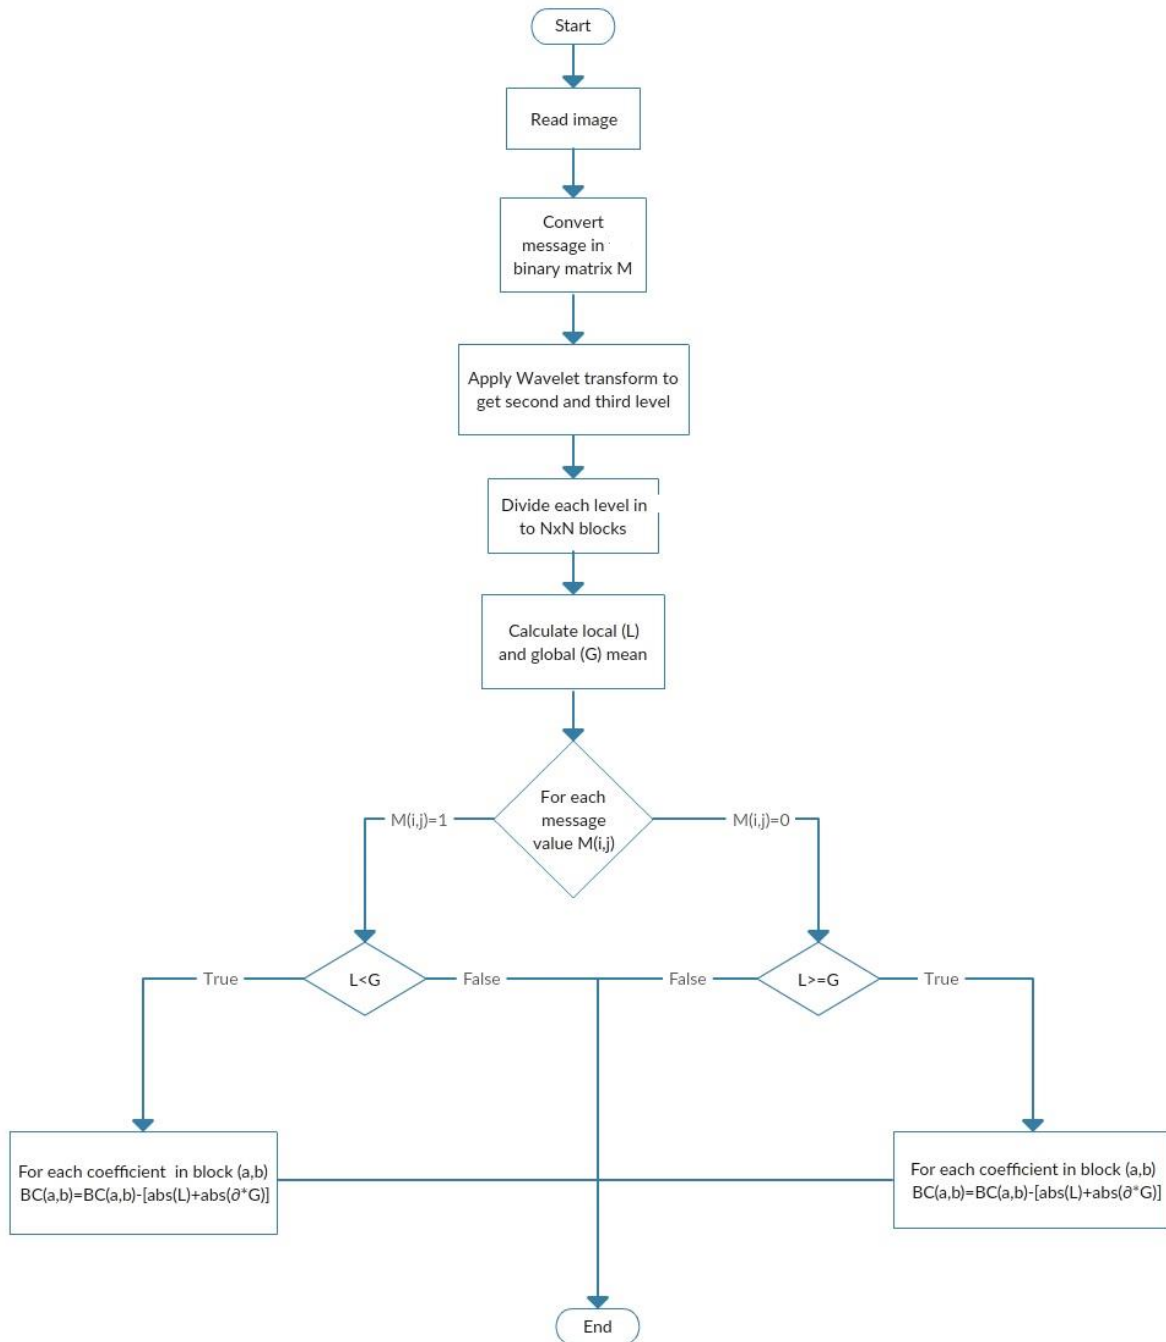 Start
Read image
Convert
message in
binary matrix M
Apply Wavelet transform to
get second and third level
Divide each level in
to NxN blocks
Calculate local (L)
and global (G) mean
For each
message
value M(i,j)
M(i,j)=1
M(i,j)=0
True
L<G
False
False
L>=G
True
For each coefficient in block (a,b)
BC(a,b)=BC(a,b)-[abs(L)+abs(∂*G)]
For each coefficient in block (a,b)
BC(a,b)=BC(a,b)-[abs(L)+abs(∂*G)]
End